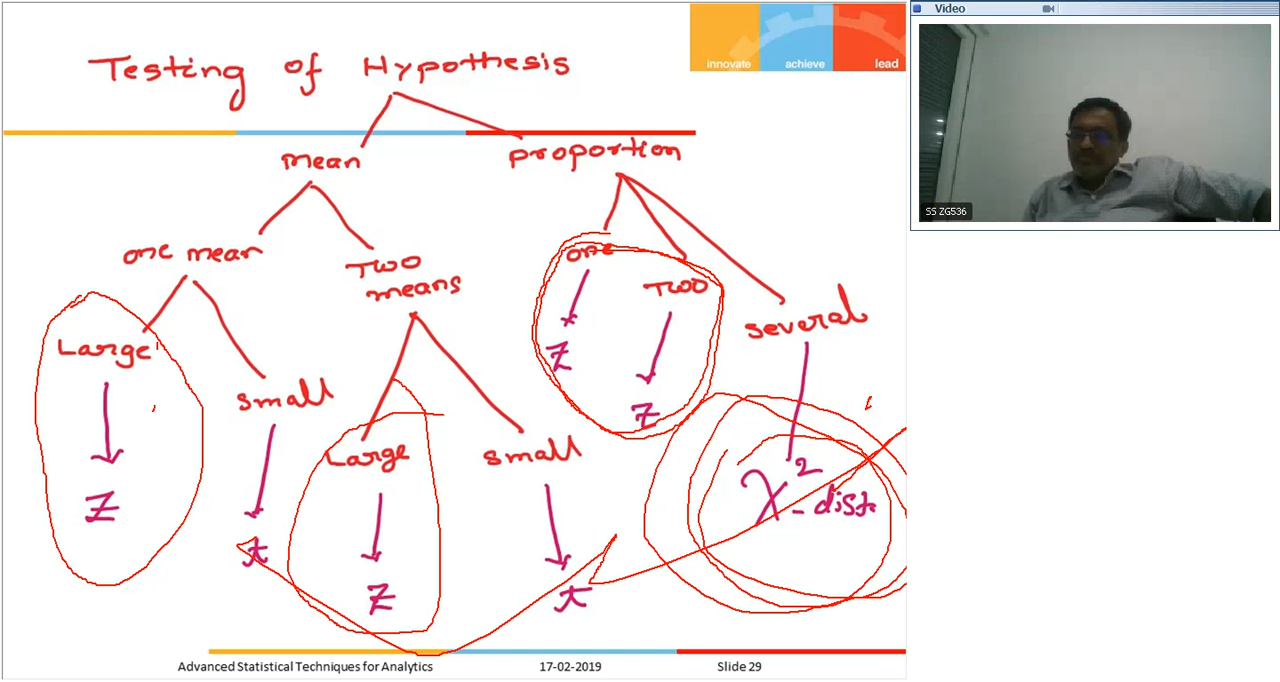 Video
innovate achieve lead
Testing of Hypothesis
mean proportion
one mean Two means
one Two several
Large small
Large small
Z Z
Z t Z t
χ²-dist
SS ZG536
Advanced Statistical Techniques for Analytics 17-02-2019 Slide 29